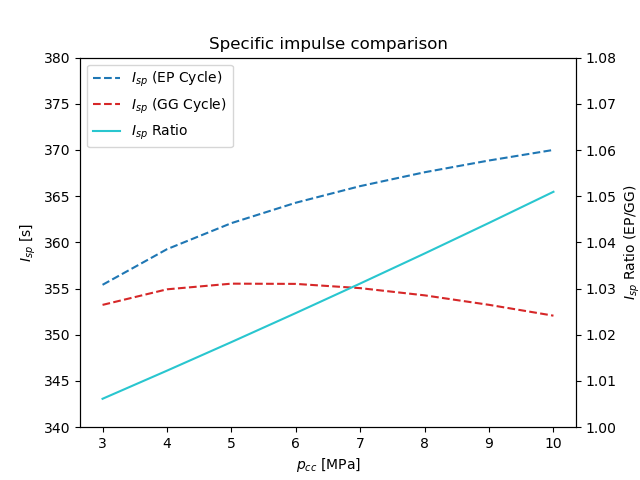 Specific impulse comparison
I_sp (EP Cycle)
I_sp (GG Cycle)
I_sp Ratio
380
375
370
365
360
355
350
345
340
I_sp [s]
1.08
1.07
1.06
1.05
1.04
1.03
1.02
1.01
1.00
I_sp Ratio (EP/GG)
3 4 5 6 7 8 9 10
p_cc [MPa]